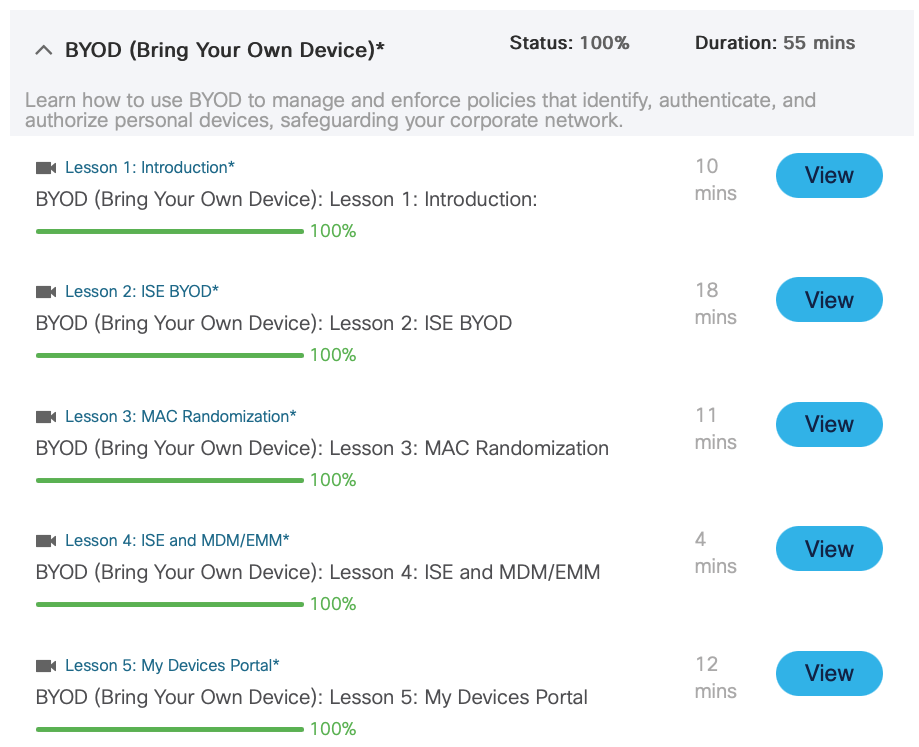 BYOD (Bring Your Own Device)*
Status: 100%
Duration: 55 mins
Learn how to use BYOD to manage and enforce policies that identify, authenticate, and
authorize personal devices, safeguarding your corporate network.
Lesson 1: Introduction*
BYOD (Bring Your Own Device): Lesson 1: Introduction:
100%
10
mins
View
Lesson 2: ISE BYOD*
BYOD (Bring Your Own Device): Lesson 2: ISE BYOD
100%
18
mins
View
Lesson 3: MAC Randomization*
BYOD (Bring Your Own Device): Lesson 3: MAC Randomization
100%
11
mins
View
Lesson 4: ISE and MDM/EMM*
BYOD (Bring Your Own Device): Lesson 4: ISE and MDM/EMM
100%
4
mins
View
Lesson 5: My Devices Portal*
BYOD (Bring Your Own Device): Lesson 5: My Devices Portal
100%
12
mins
View